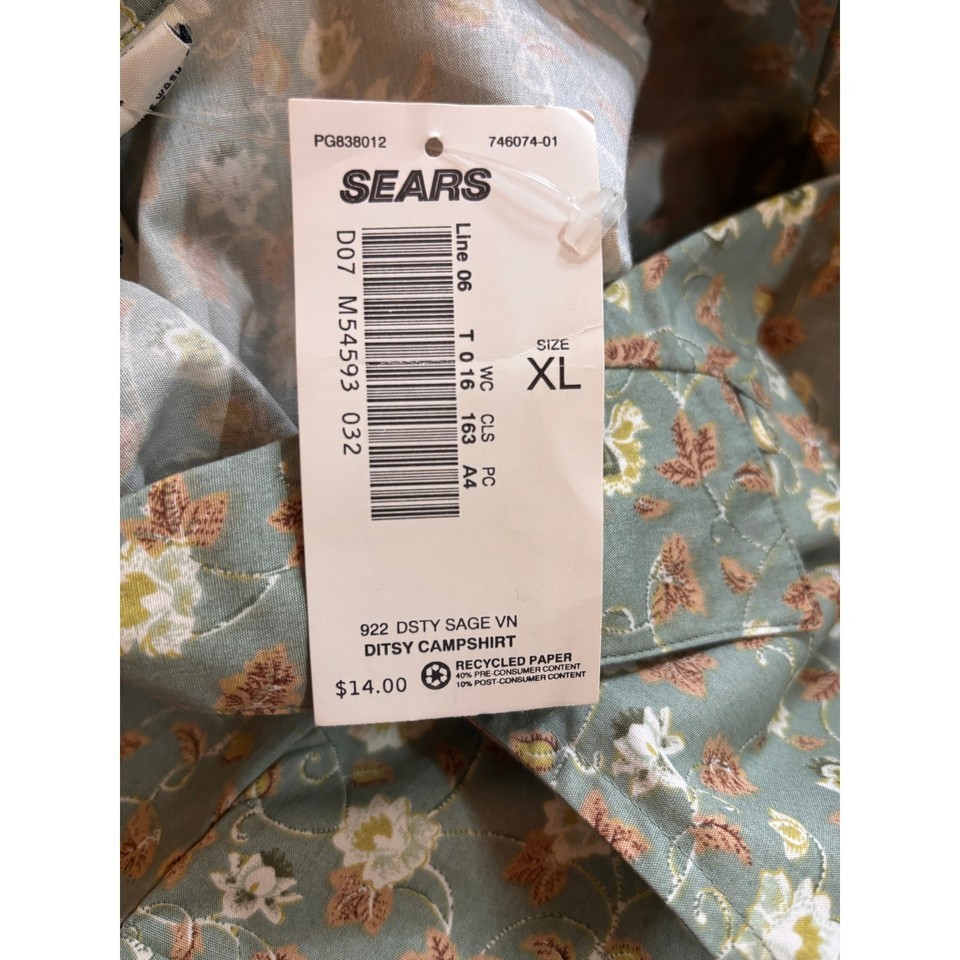 PG838012 746074-01
SEARS
Line 06 T 016 163 A4
WC CLS PC
D07 M54593 032
SIZE
XL
922 DSTY SAGE VN
DITSY CAMPSHIRT
$14.00
RECYCLED PAPER
40% PRE-CONSUMER CONTENT
10% POST-CONSUMER CONTENT